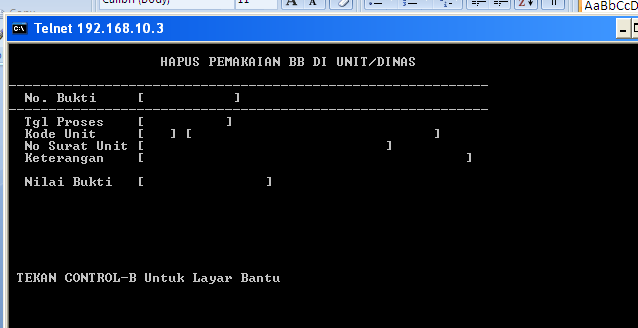 Calibri (Body) 11 A A
AaBbCcD
Telnet 192.168.10.3
HAPUS PEMAKAIAN BB DI UNIT/DINAS
No. Bukti [ ]
Tgl Proses [ ]
Kode Unit [ ] [ ]
No Surat Unit [ ]
Keterangan [ ]
Nilai Bukti [ ]
TEKAN CONTROL-B Untuk Layar Bantu